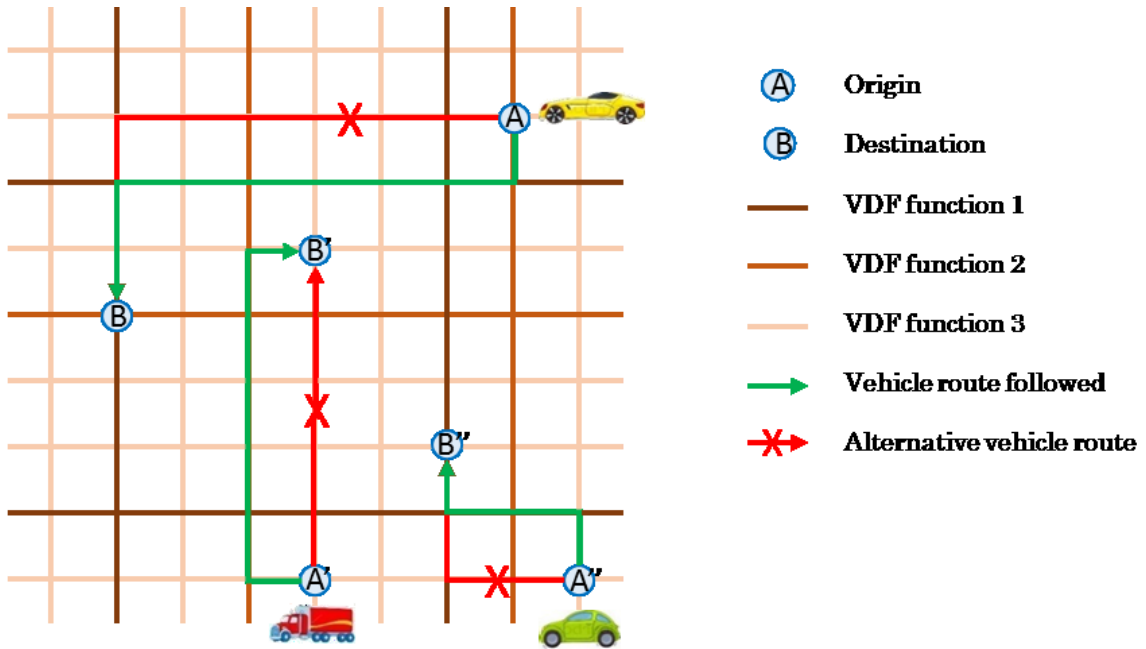 A
A Origin
B Destination
VDF function 1
B’
VDF function 2
B
VDF function 3
Vehicle route followed
B”
Alternative vehicle route
A’
A”